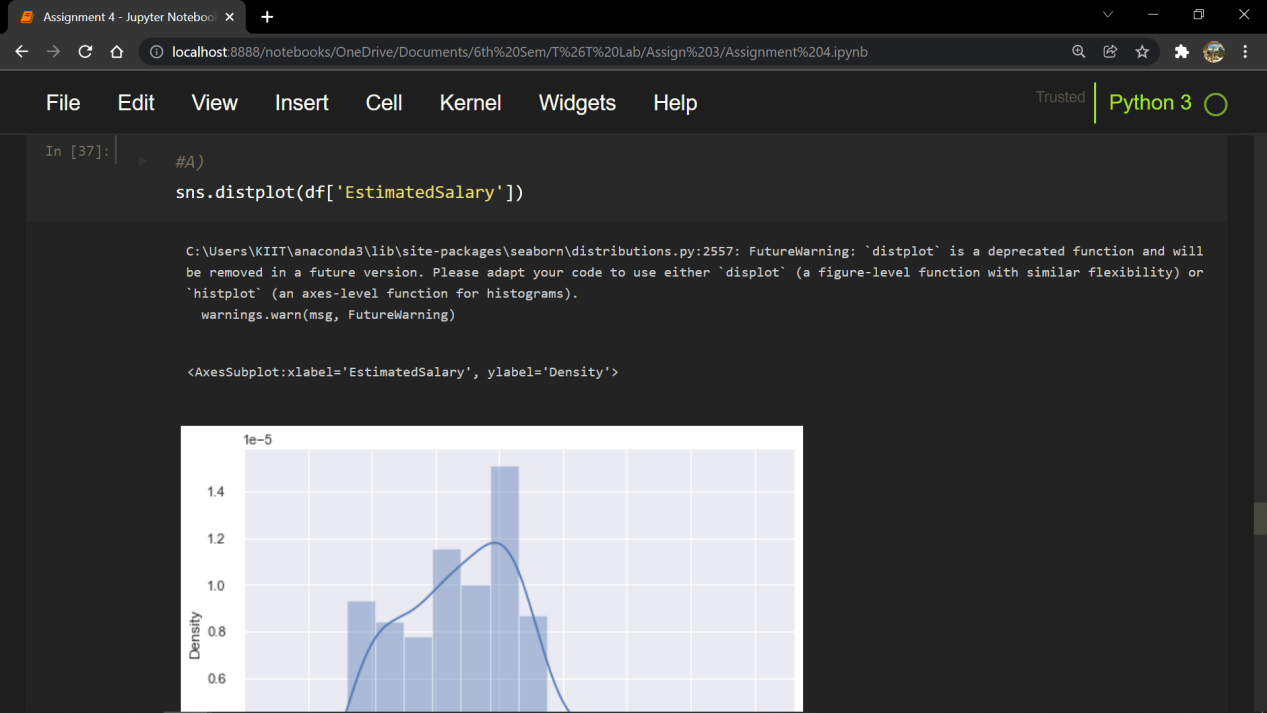 Assignment 4 - Jupyter Noteboo
localhost:8888/notebooks/OneDrive/Documents/6th%20Sem/T%26T%20Lab/Assign%203/Assignment%204.ipynb
File Edit View Insert Cell Kernel Widgets Help Trusted Python 3
In [37]:
#A)
sns.distplot(df['EstimatedSalary'])
C:\Users\KIIT\anaconda3\lib\site-packages\seaborn\distributions.py:2557: FutureWarning: `distplot` is a deprecated function and will
be removed in a future version. Please adapt your code to use either `displot` (a figure-level function with similar flexibility) or
`histplot` (an axes-level function for histograms).
warnings.warn(msg, FutureWarning)
<AxesSubplot:xlabel='EstimatedSalary', ylabel='Density'>
1e−5
1.4
1.2
1.0
0.8
0.6
Density